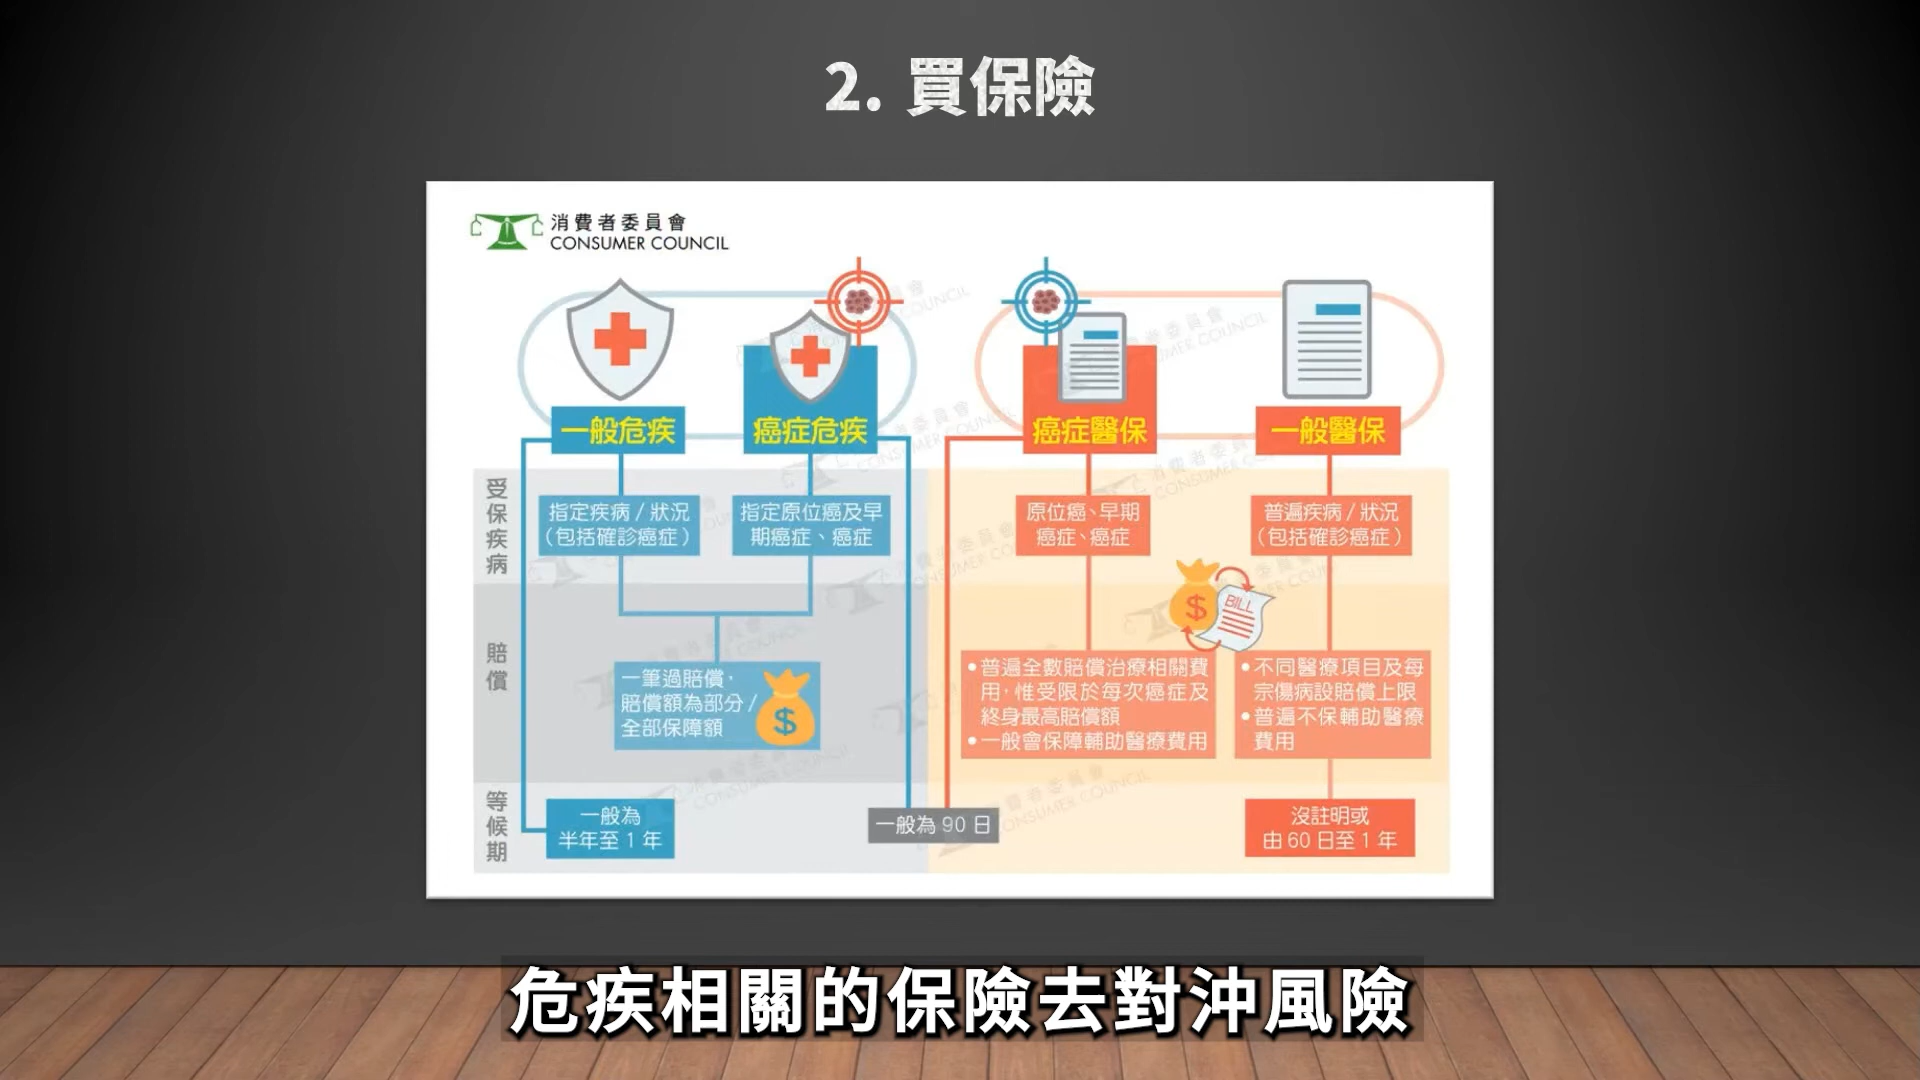 2. 買保險
消費者委員會
CONSUMER COUNCIL
一般危疾
癌症危疾
癌症醫保
一般醫保
受保疾病
指定疾病 / 狀況
（包括確診癌症）
指定原位癌及早
期癌症、癌症
原位癌、早期
癌症、癌症
普遍疾病 / 狀況
（包括確診癌症）
賠償
一筆過賠償，
賠償額為部分 /
全部保障額
$
$
BILL
• 普遍全數賠償治療相關費
用，惟受限於每次癌症及
終身最高賠償額
• 一般會保障輔助醫療費用
• 不同醫療項目及每
宗傷病設賠償上限
• 普遍不保輔助醫療
費用
等候期
一般為
半年至 1 年
一般為 90 日
沒註明或
由 60 日至 1 年
危疾相關的保險去對沖風險